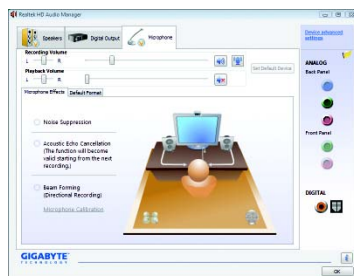 Realtek HD Audio Manager
Speakers
Digital Output
Microphone
Device advanced
settings
Recording Volume
L R
Set Default Device
Playback Volume
L R
ANALOG
Back Panel
Microphone Effects
Default Format
Noise Suppression
Acoustic Echo Cancellation
(The function will become
valid starting from the next
recording.)
Front Panel
Beam Forming
(Directional Recording)
Microphone Calibration
DIGITAL
GIGABYTE
TECHNOLOGY
i
OK